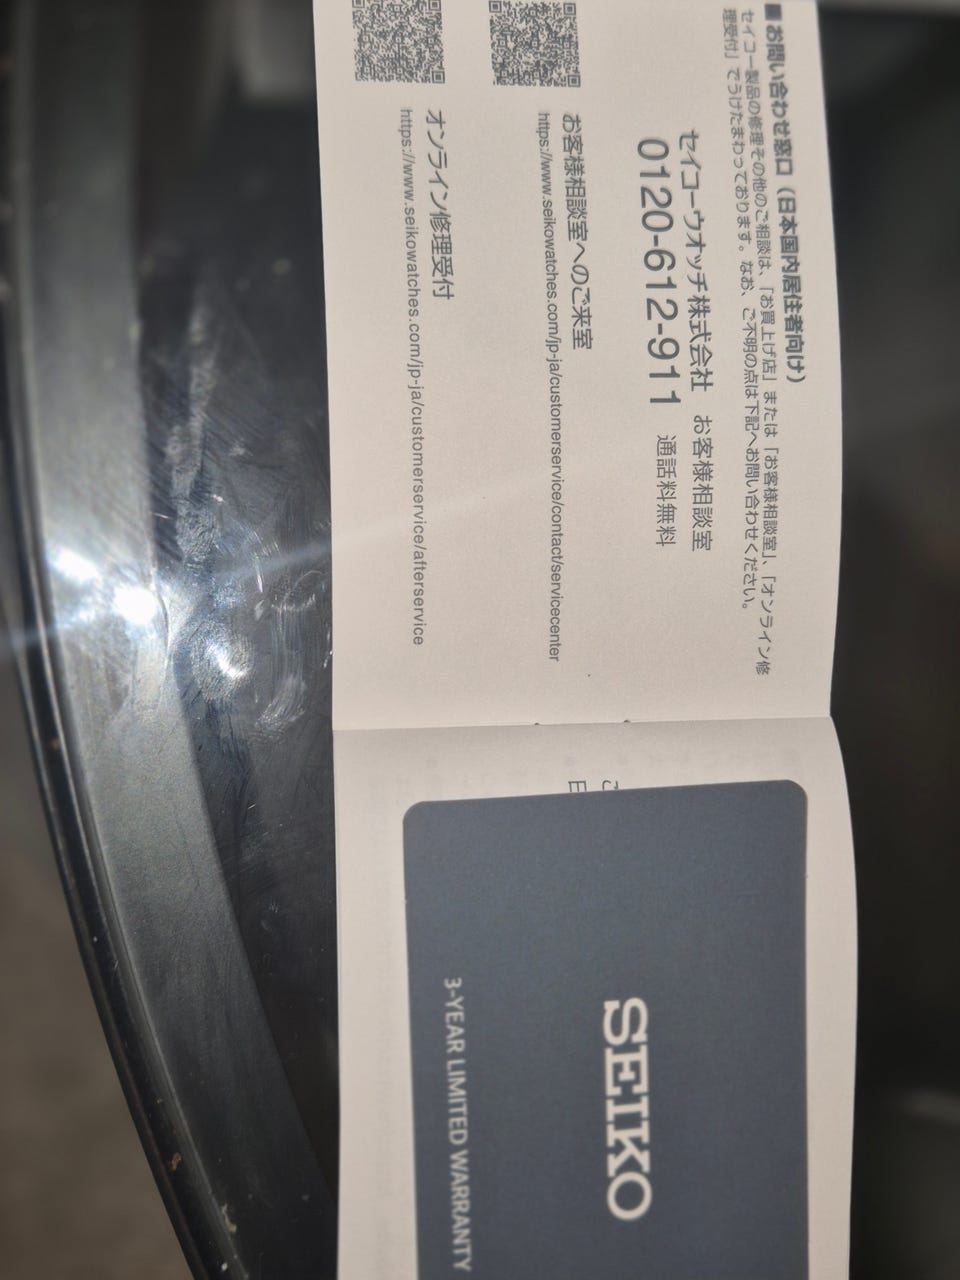 ■お問い合わせ窓口（日本国内居住者向け）
セイコー製品の修理その他のご相談は、「お買上げ店」または「お客様相談室」、「オンライン修
理受付」でうけたまわっております。なお、ご不明の点は下記へお問い合わせください。
セイコーウオッチ株式会社　お客様相談室
0120-612-911　通話料無料
お客様相談室へのご来室
https://www.seikowatches.com/jp-ja/customerservice/contact/servicecenter
オンライン修理受付
https://www.seikowatches.com/jp-ja/customerservice/afterservice
SEIKO
3-YEAR LIMITED WARRANTY